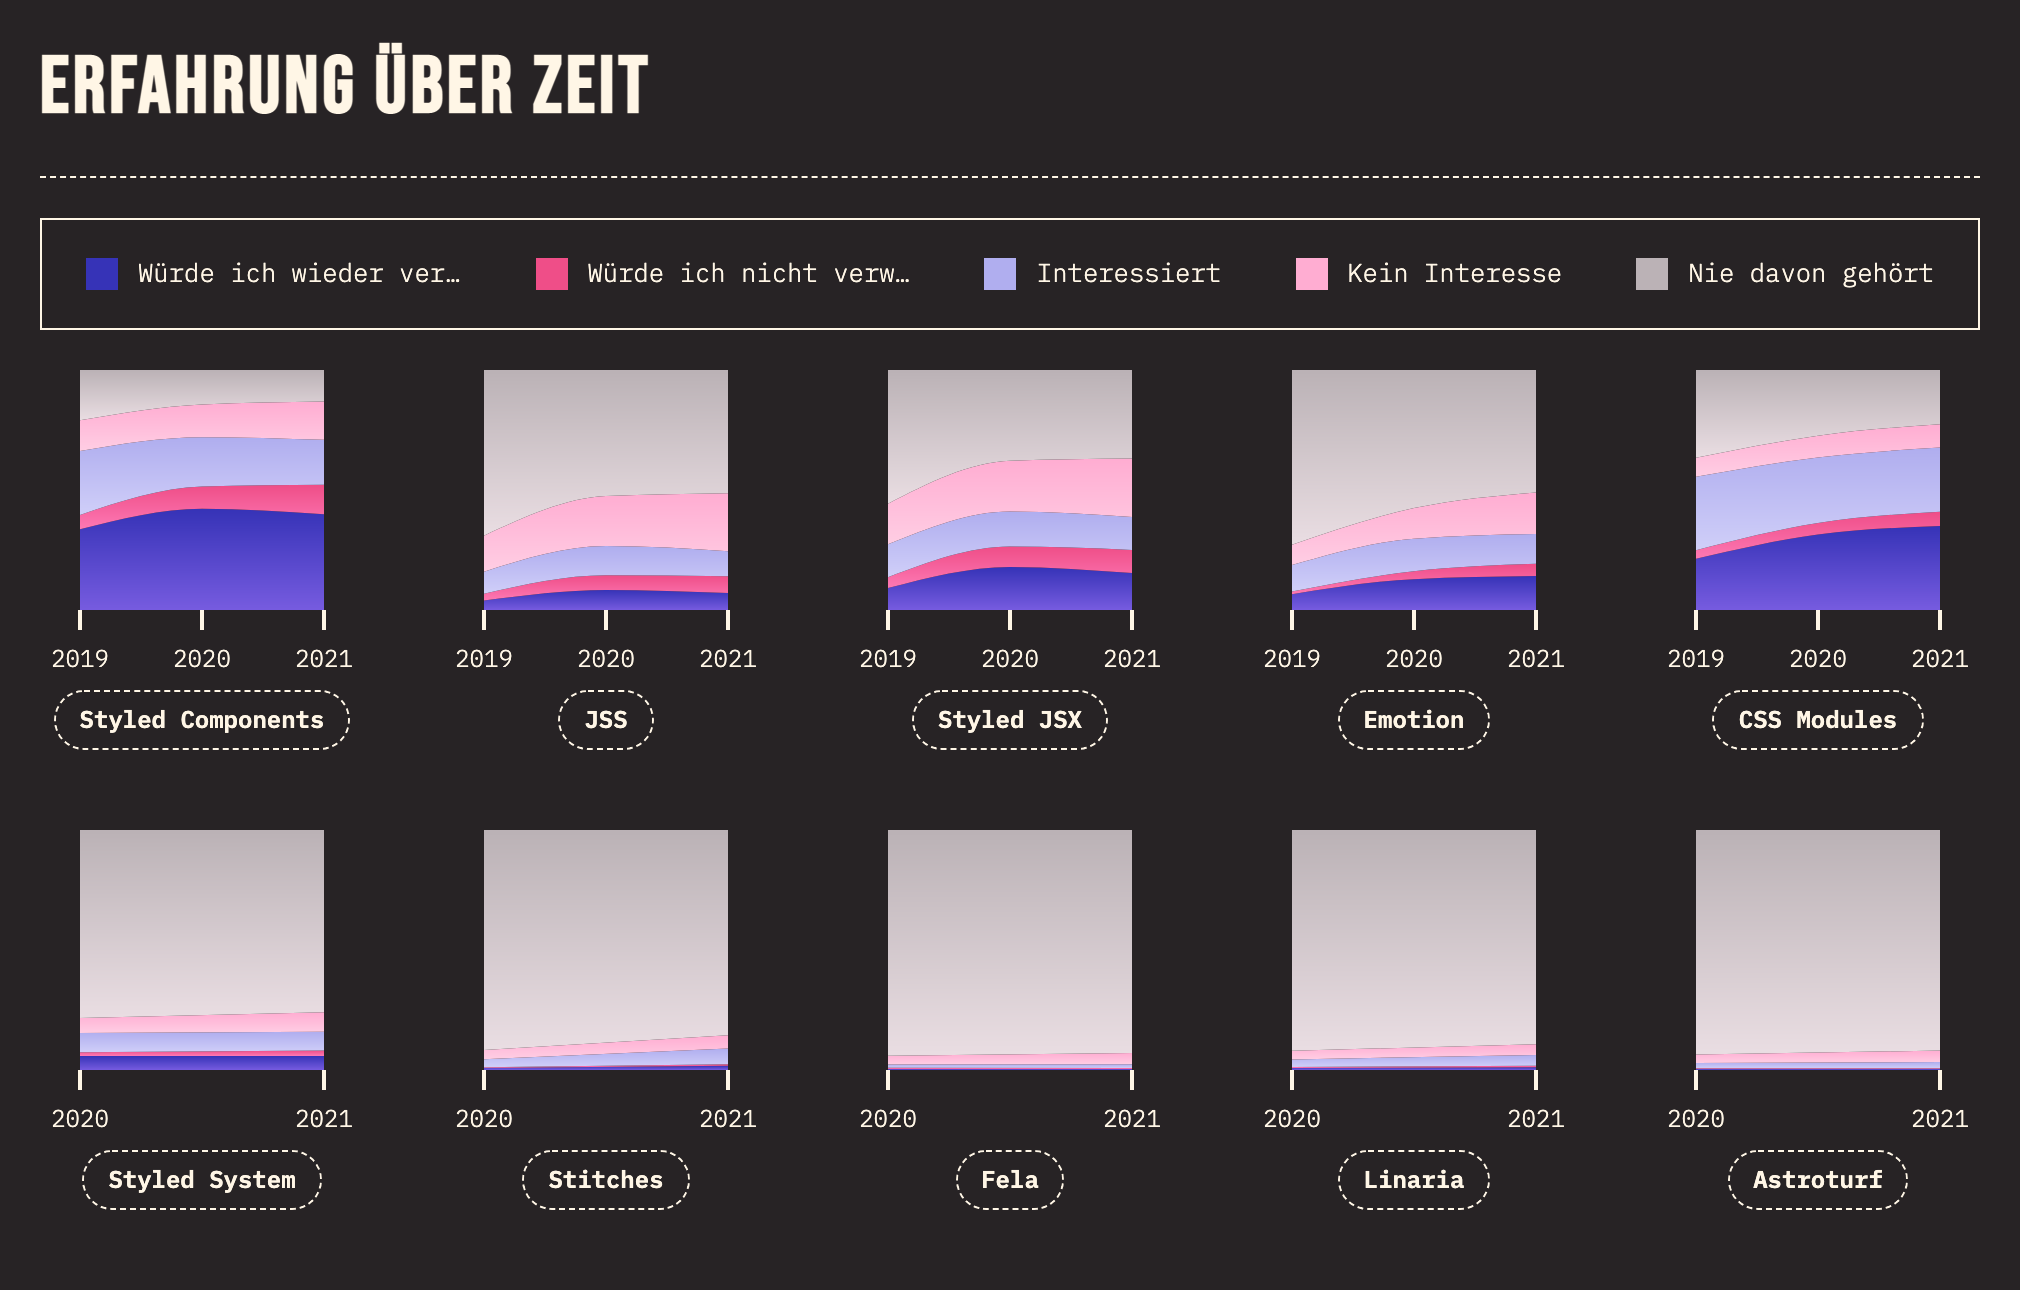 ERFAHRUNG ÜBER ZEIT
Würde ich wieder ver… Würde ich nicht verw… Interessiert Kein Interesse Nie davon gehört
2019 2020 2021 2019 2020 2021 2019 2020 2021 2019 2020 2021 2019 2020 2021
Styled Components JSS Styled JSX Emotion CSS Modules
2020 2021 2020 2021 2020 2021 2020 2021 2020 2021
Styled System Stitches Fela Linaria Astroturf